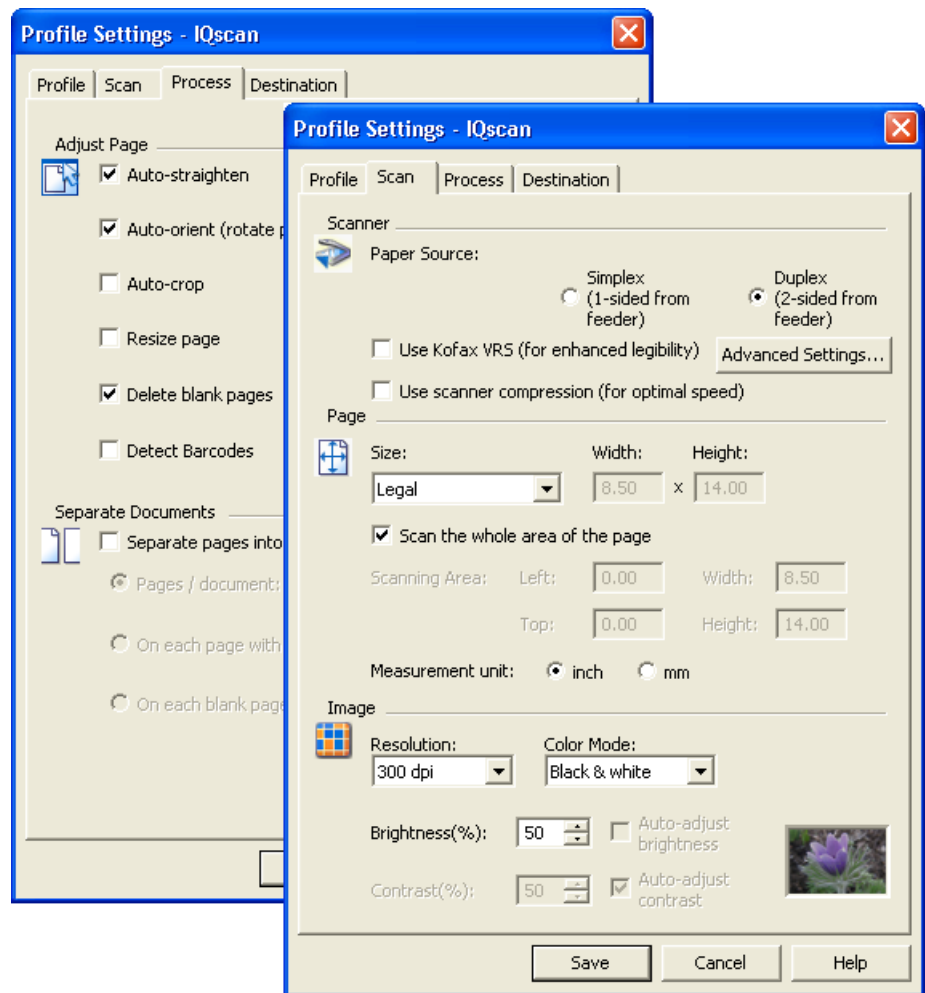 Profile Settings - IQscan
Profile Scan Process Destination
Adjust Page
Auto-straighten
Auto-orient (rotate
Auto-crop
Resize page
Delete blank pages
Detect Barcodes
Separate Documents
Separate pages into
Pages / document:
On each page with
On each blank page
Profile Settings - IQscan
Profile Scan Process Destination
Scanner
Paper Source:
Simplex
(1-sided from
feeder)
Duplex
(2-sided from
feeder)
Use Kofax VRS (for enhanced legibility) Advanced Settings...
Use scanner compression (for optimal speed)
Page
Size: Width: Height:
Legal 8.50 x 14.00
Scan the whole area of the page
Scanning Area: Left: 0.00 Width: 8.50
Top: 0.00 Height: 14.00
Measurement unit: inch mm
Image
Resolution: Color Mode:
300 dpi Black & white
Brightness(%): 50 Auto-adjust
brightness
Contrast(%): 50 Auto-adjust
contrast
Save Cancel Help